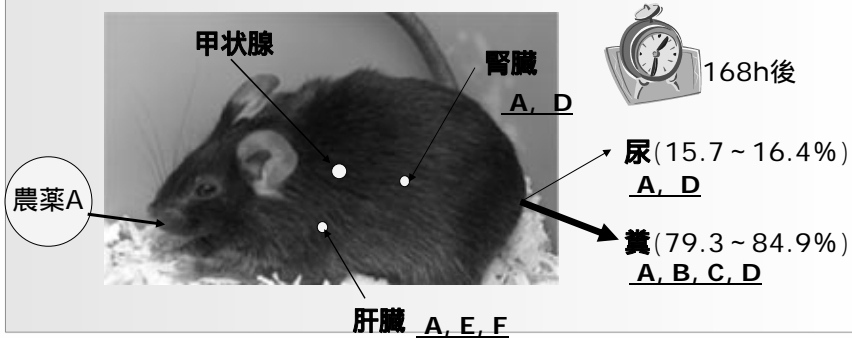 甲状腺
腎臓
A, D
168h後
尿(15.7~16.4%)
A, D
農薬A
糞(79.3~84.9%)
A, B, C, D
肝臓 A, E, F